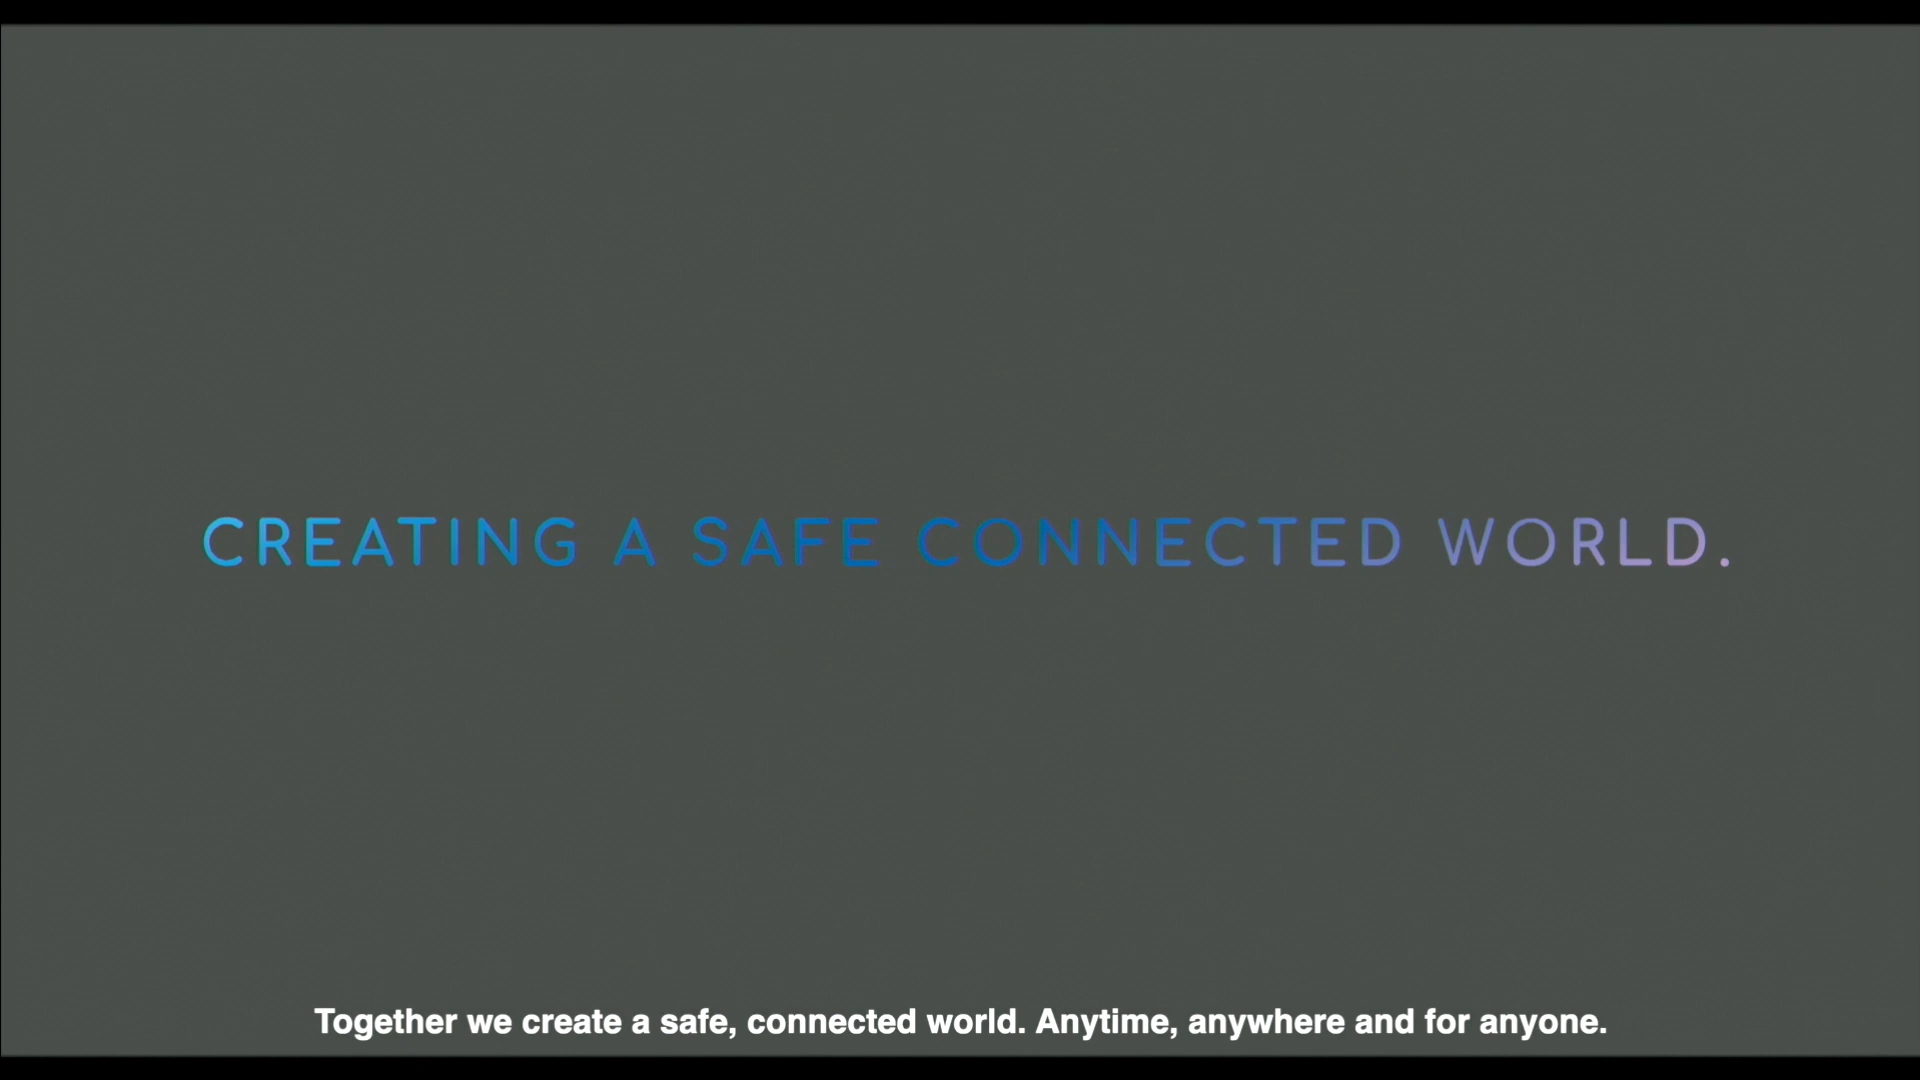 CREATING A SAFE CONNECTED WORLD.
Together we create a safe, connected world. Anytime, anywhere and for anyone.